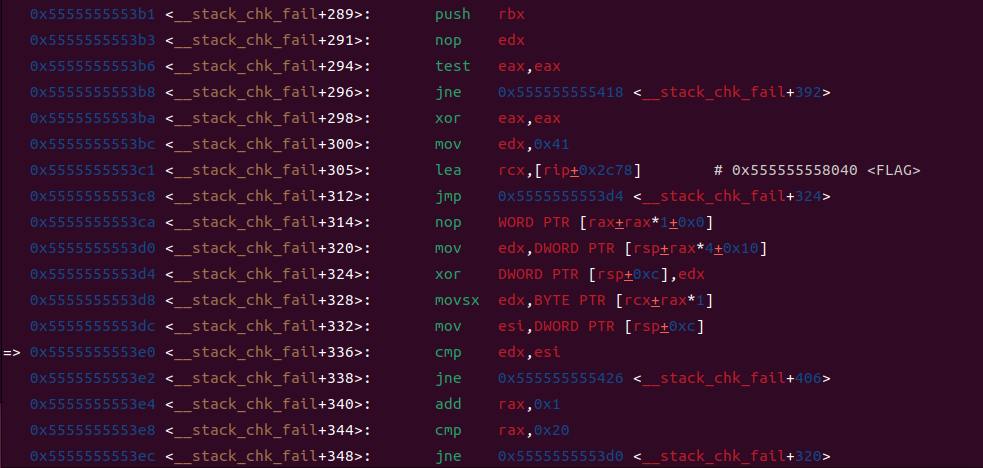 0x5555555553b1 <__stack_chk_fail+289>: push rbx
0x5555555553b3 <__stack_chk_fail+291>: nop edx
0x5555555553b6 <__stack_chk_fail+294>: test eax,eax
0x5555555553b8 <__stack_chk_fail+296>: jne 0x555555555418 <__stack_chk_fail+392>
0x5555555553ba <__stack_chk_fail+298>: xor eax,eax
0x5555555553bc <__stack_chk_fail+300>: mov edx,0x41
0x5555555553c1 <__stack_chk_fail+305>: lea rcx,[rip+0x2c78] # 0x555555558040 <FLAG>
0x5555555553c8 <__stack_chk_fail+312>: jmp 0x5555555553d4 <__stack_chk_fail+324>
0x5555555553ca <__stack_chk_fail+314>: nop WORD PTR [rax+rax*1+0x0]
0x5555555553d0 <__stack_chk_fail+320>: mov edx,DWORD PTR [rsp+rax*4+0x10]
0x5555555553d4 <__stack_chk_fail+324>: xor DWORD PTR [rsp+0xc],edx
0x5555555553d8 <__stack_chk_fail+328>: movsx edx,BYTE PTR [rcx+rax*1]
0x5555555553dc <__stack_chk_fail+332>: mov esi,DWORD PTR [rsp+0xc]
=> 0x5555555553e0 <__stack_chk_fail+336>: cmp edx,esi
0x5555555553e2 <__stack_chk_fail+338>: jne 0x555555555426 <__stack_chk_fail+406>
0x5555555553e4 <__stack_chk_fail+340>: add rax,0x1
0x5555555553e8 <__stack_chk_fail+344>: cmp rax,0x20
0x5555555553ec <__stack_chk_fail+348>: jne 0x5555555553d0 <__stack_chk_fail+320>